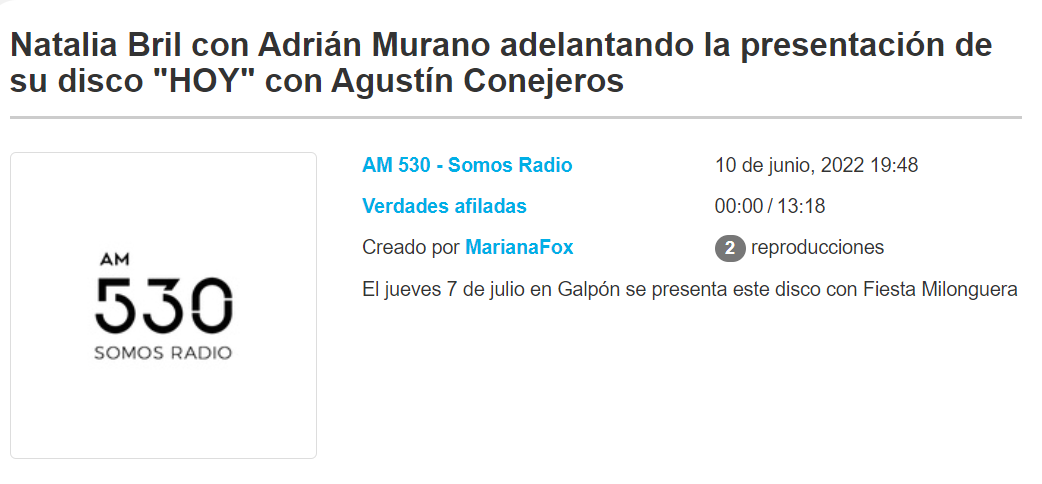 Natalia Bril con Adrián Murano adelantando la presentación de
su disco "HOY" con Agustín Conejeros
AM
530
SOMOS RADIO
AM 530 - Somos Radio
10 de junio, 2022 19:48
Verdades afiladas
00:00 / 13:18
Creado por MarianaFox
2 reproducciones
El jueves 7 de julio en Galpón se presenta este disco con Fiesta Milonguera